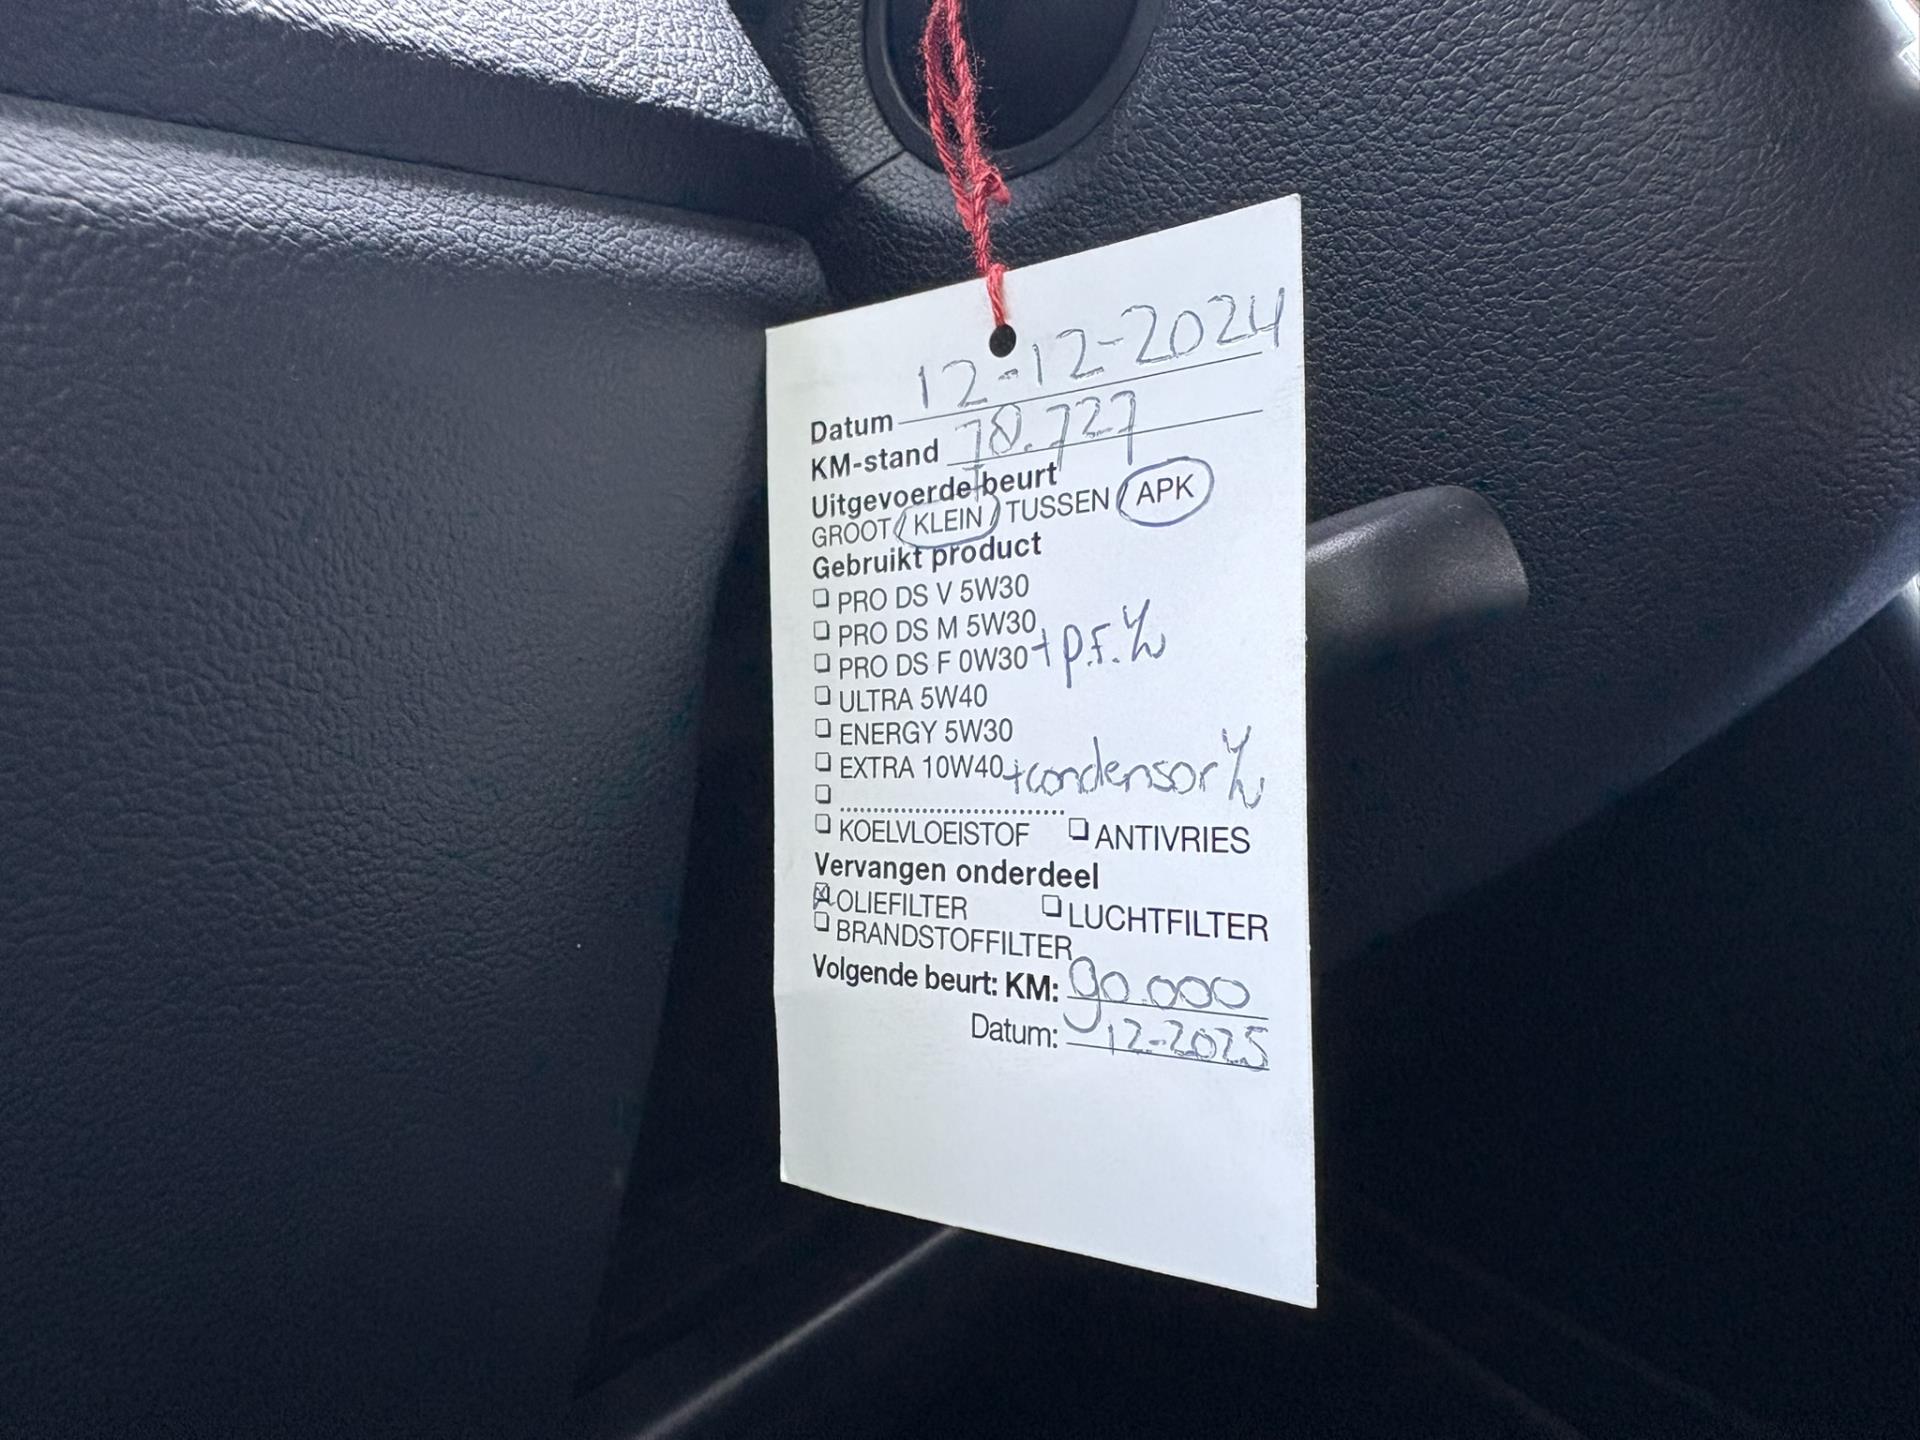 Datum 12-12-2024
KM-stand 78.727
Uitgevoerde beurt
GROOT / KLEIN / TUSSEN / APK
Gebruikt product
❏ PRO DS V 5W30
❏ PRO DS M 5W30
❏ PRO DS F 0W30 + p.f.
❏ ULTRA 5W40
❏ ENERGY 5W30
❏ EXTRA 10W40 + condensor
❏ ..............................
❏ KOELVLOEISTOF ❏ ANTIVRIES
Vervangen onderdeel
☒ OLIEFILTER ❏ LUCHTFILTER
❏ BRANDSTOFFILTER
Volgende beurt: KM: 90.000
Datum: 12-2025